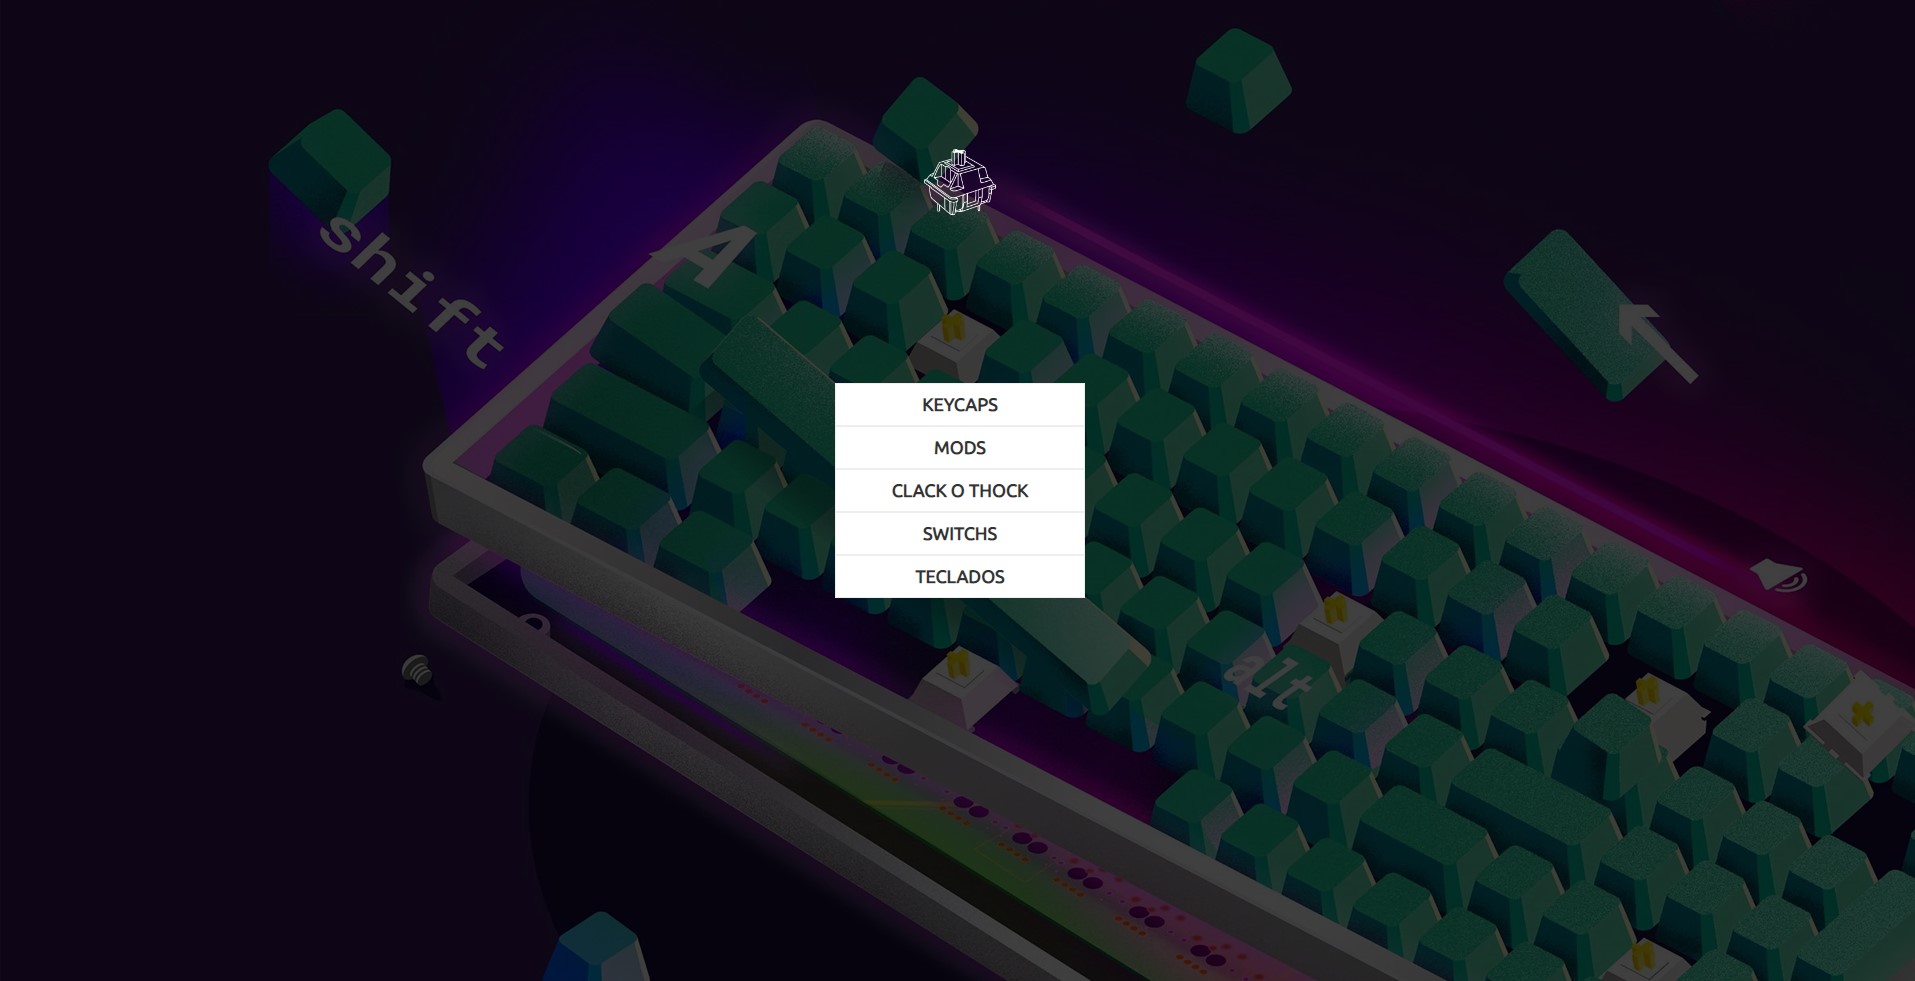 shift
A
KEYCAPS
MODS
CLACK O THOCK
SWITCHS
TECLADOS
alt